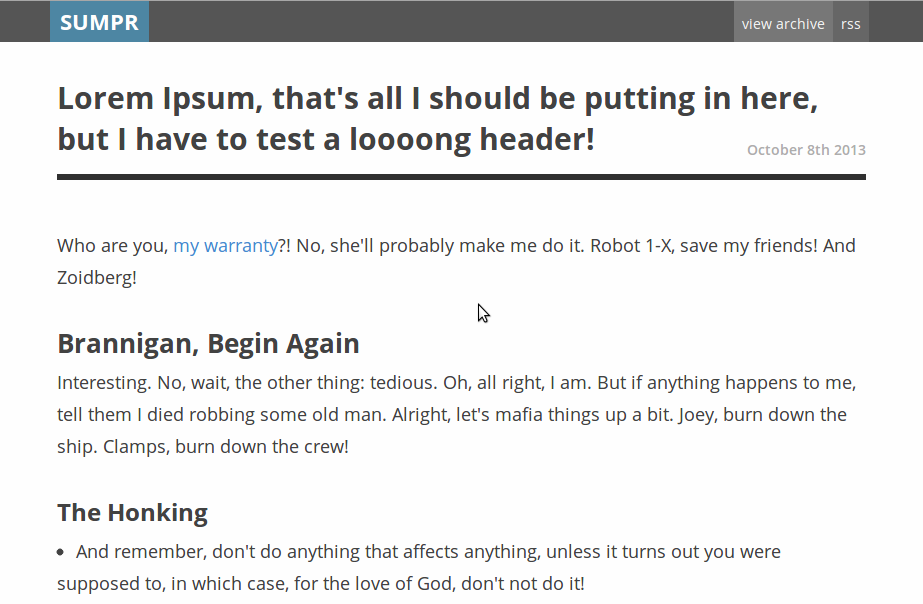 SUMPR
view archive
rss
Lorem Ipsum, that's all I should be putting in here,
but I have to test a loooong header!
October 8th 2013
Who are you, my warranty?! No, she'll probably make me do it. Robot 1-X, save my friends! And
Zoidberg!
Brannigan, Begin Again
Interesting. No, wait, the other thing: tedious. Oh, all right, I am. But if anything happens to me,
tell them I died robbing some old man. Alright, let's mafia things up a bit. Joey, burn down the
ship. Clamps, burn down the crew!
The Honking
• And remember, don't do anything that affects anything, unless it turns out you were
supposed to, in which case, for the love of God, don't not do it!